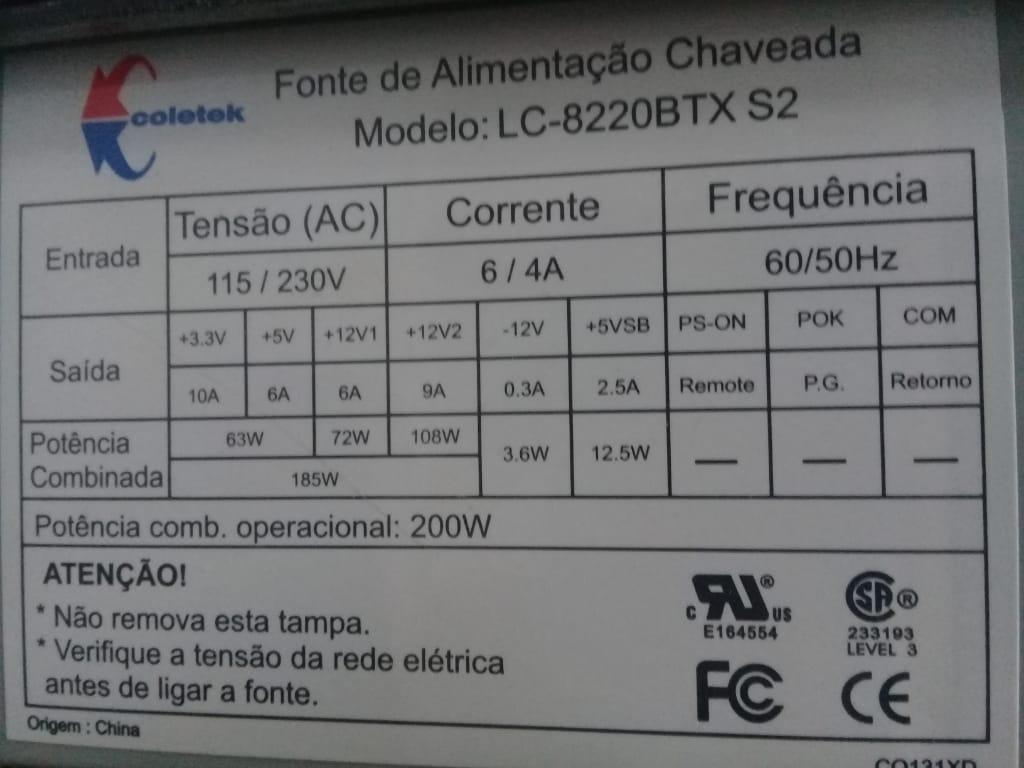 coletek
Fonte de Alimentação Chaveada
Modelo: LC-8220BTX S2
Entrada Tensão (AC) Corrente Frequência
115 / 230V 6 / 4A 60/50Hz
Saída +3.3V +5V +12V1 +12V2 -12V +5VSB PS-ON POK COM
10A 6A 6A 9A 0.3A 2.5A Remote P.G. Retorno
Potência Combinada 63W 72W 108W 3.6W 12.5W — — —
185W
Potência comb. operacional: 200W
ATENÇÃO!
* Não remova esta tampa.
* Verifique a tensão da rede elétrica
antes de ligar a fonte.
Origem : China
c RU ® US
E164554
SA ®
233193
LEVEL 3
FC
CE